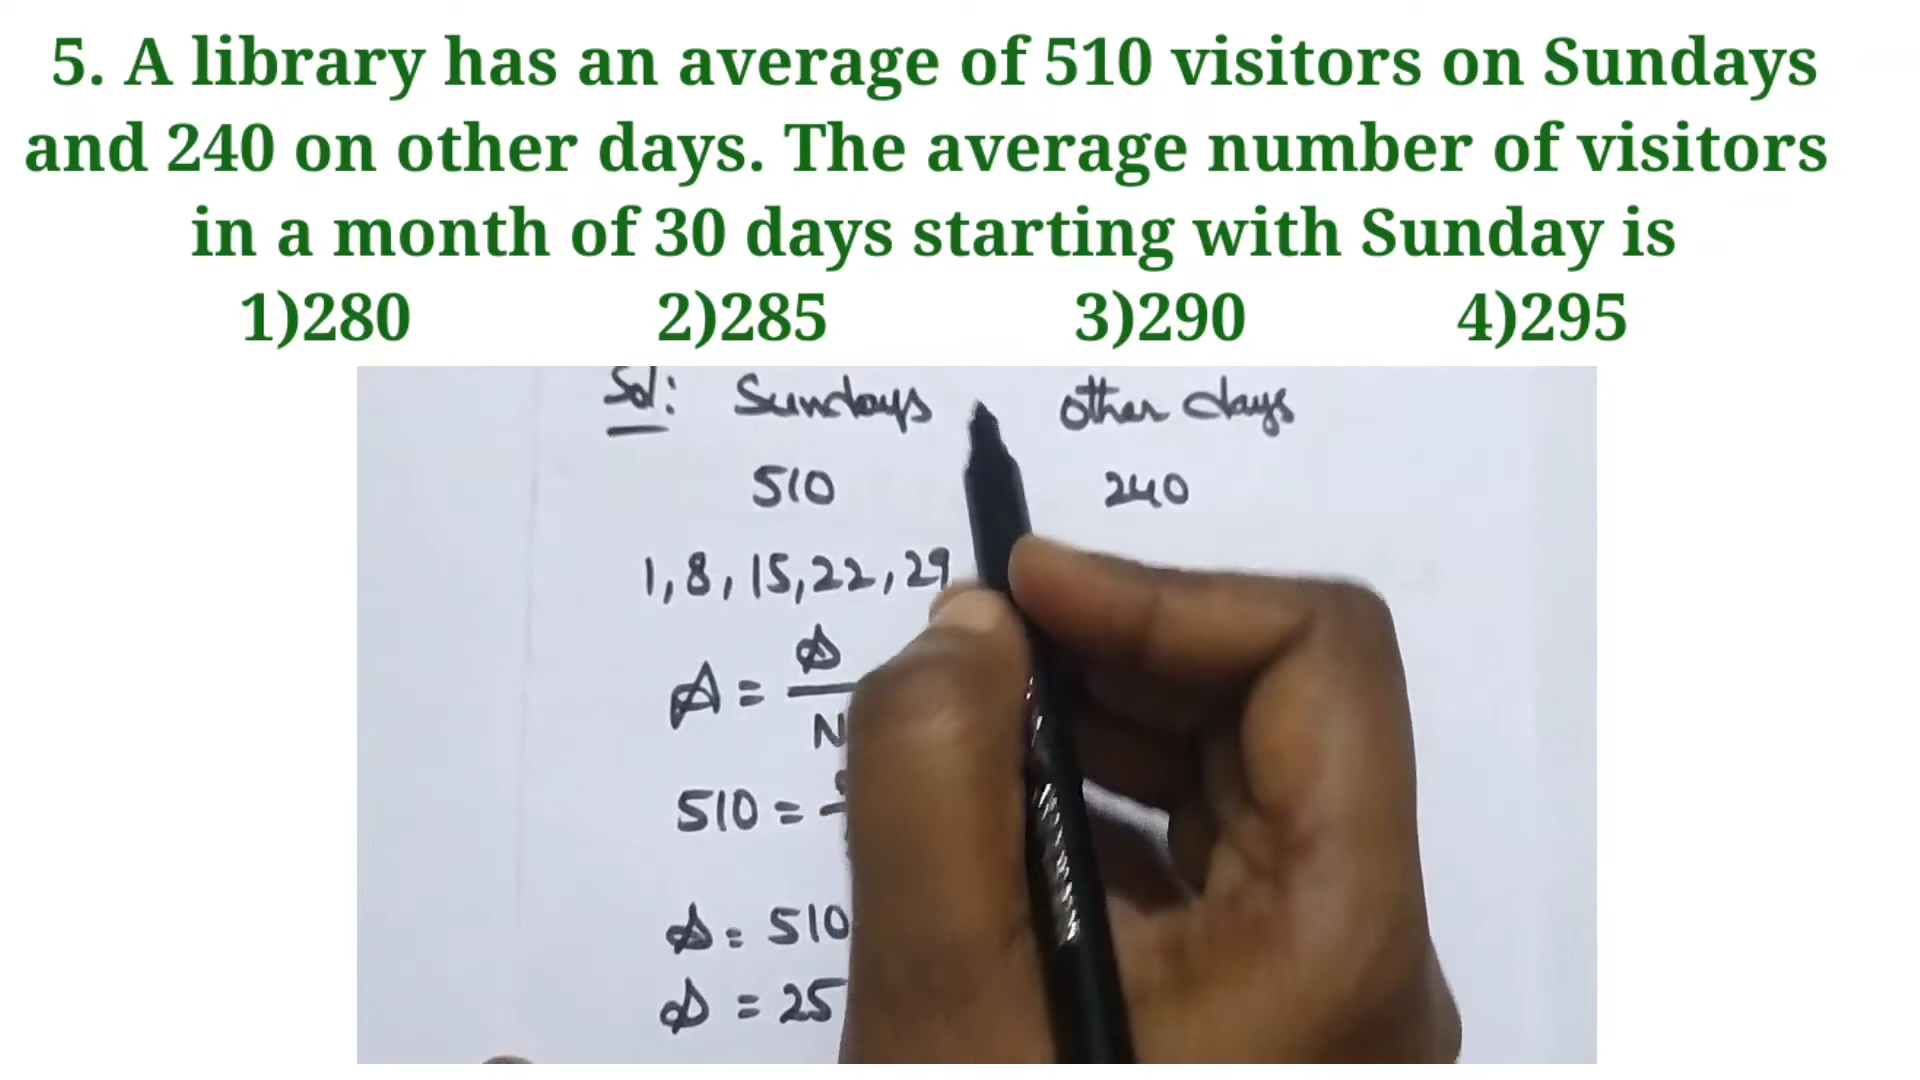 5. A library has an average of 510 visitors on Sundays
and 240 on other days. The average number of visitors
in a month of 30 days starting with Sunday is
1)280 2)285 3)290 4)295
Sol: Sundays other days
510 240
1,8,15,22,29
A = S
N
510 =
S = 510
S = 25